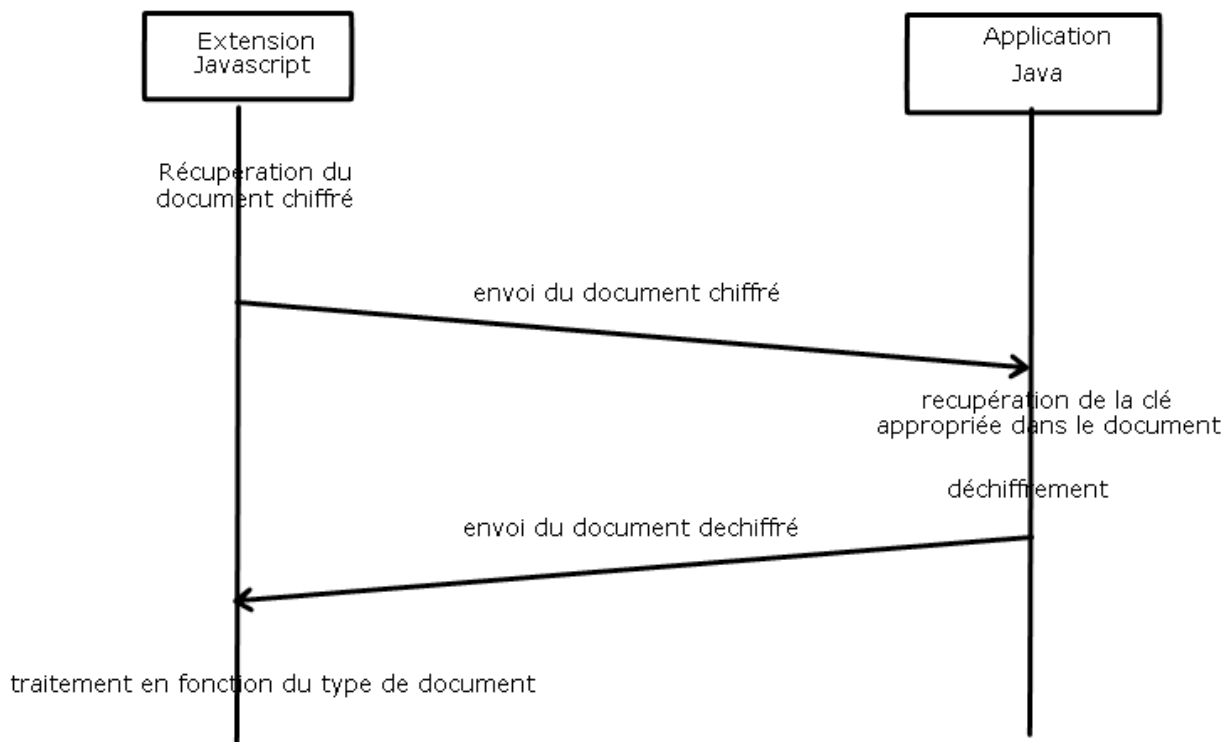 Extension
Javascript
Application
Java
Récuperation du
document chiffré
envoi du document chiffré
recupération de la clé
appropriée dans le document
déchiffrement
envoi du document dechiffré
traitement en fonction du type de document